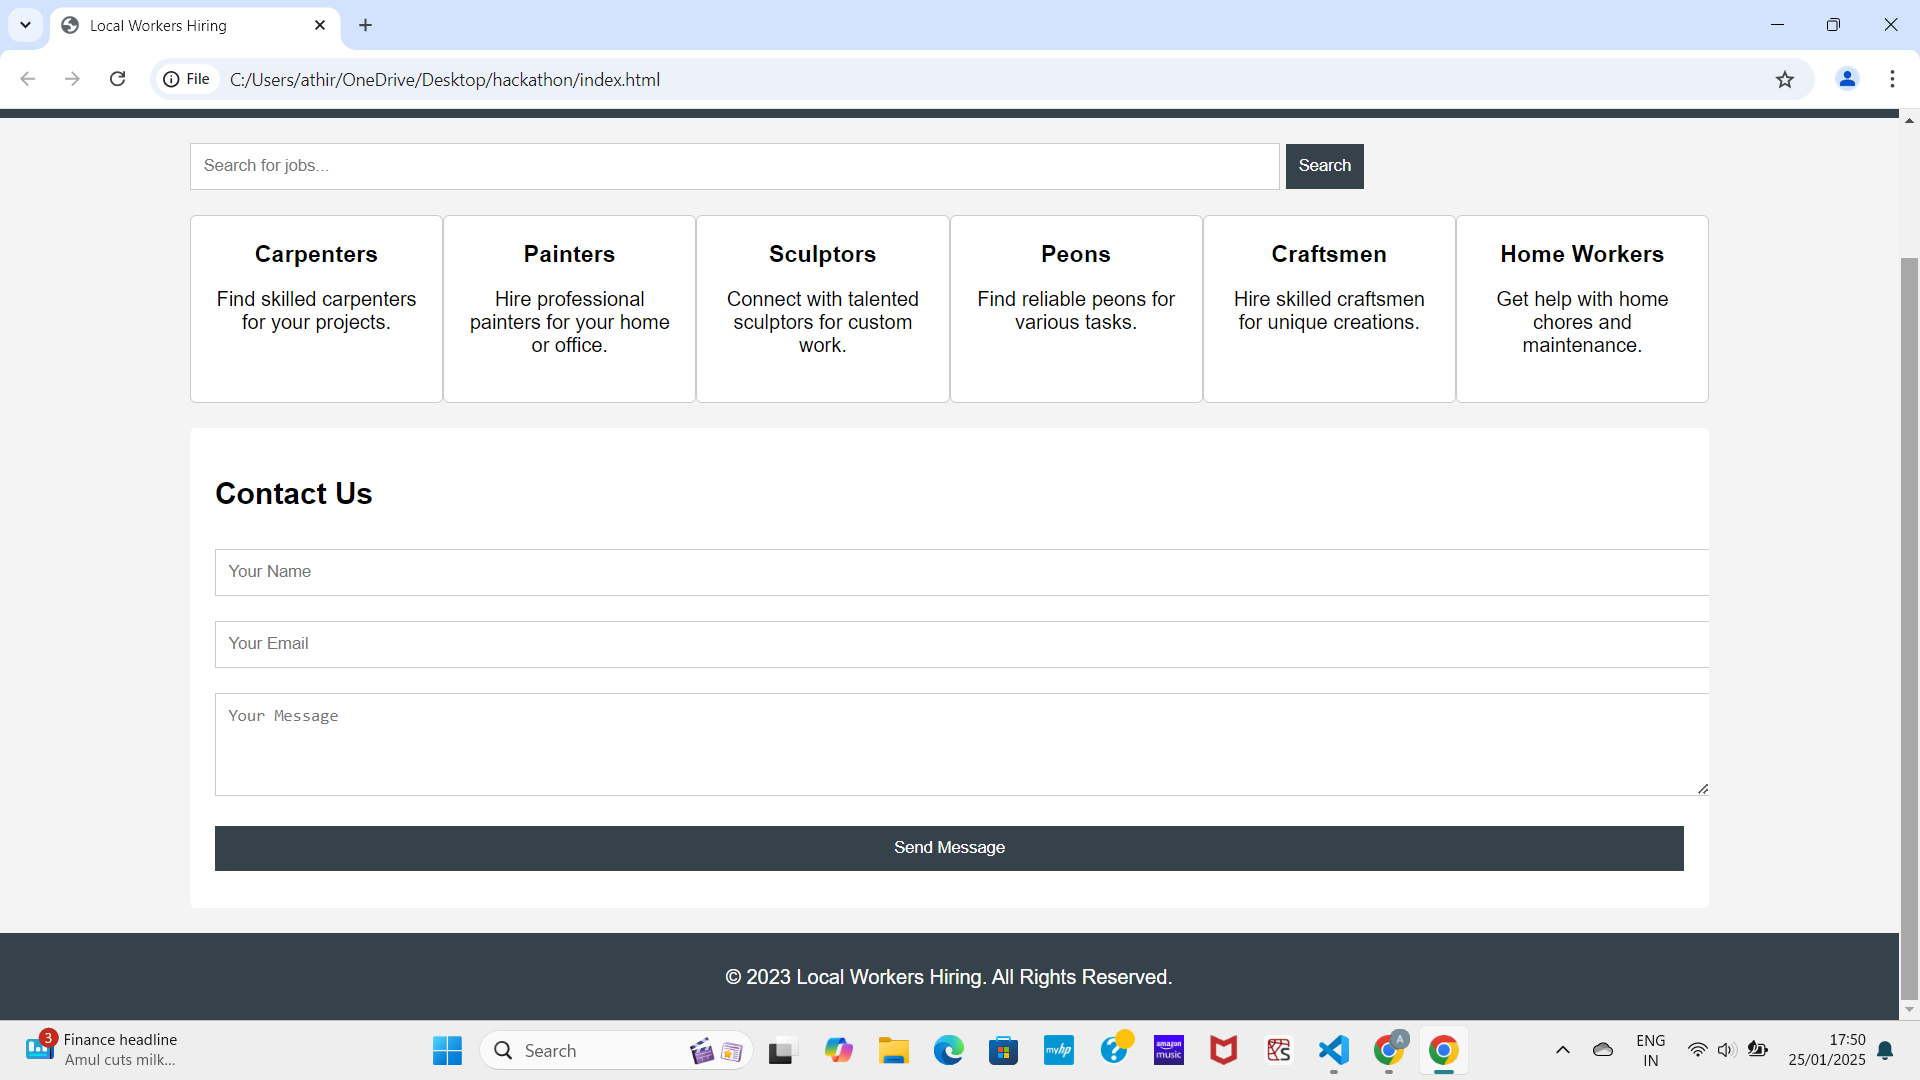 Local Workers Hiring
File
C:/Users/athir/OneDrive/Desktop/hackathon/index.html
Search for jobs...
Search
Carpenters
Find skilled carpenters
for your projects.
Painters
Hire professional
painters for your home
or office.
Sculptors
Connect with talented
sculptors for custom
work.
Peons
Find reliable peons for
various tasks.
Craftsmen
Hire skilled craftsmen
for unique creations.
Home Workers
Get help with home
chores and
maintenance.
Contact Us
Your Name
Your Email
Your Message
Send Message
© 2023 Local Workers Hiring. All Rights Reserved.
3
Finance headline
Amul cuts milk...
Search
myhp
amazon
music
A
ENG
IN
17:50
25/01/2025